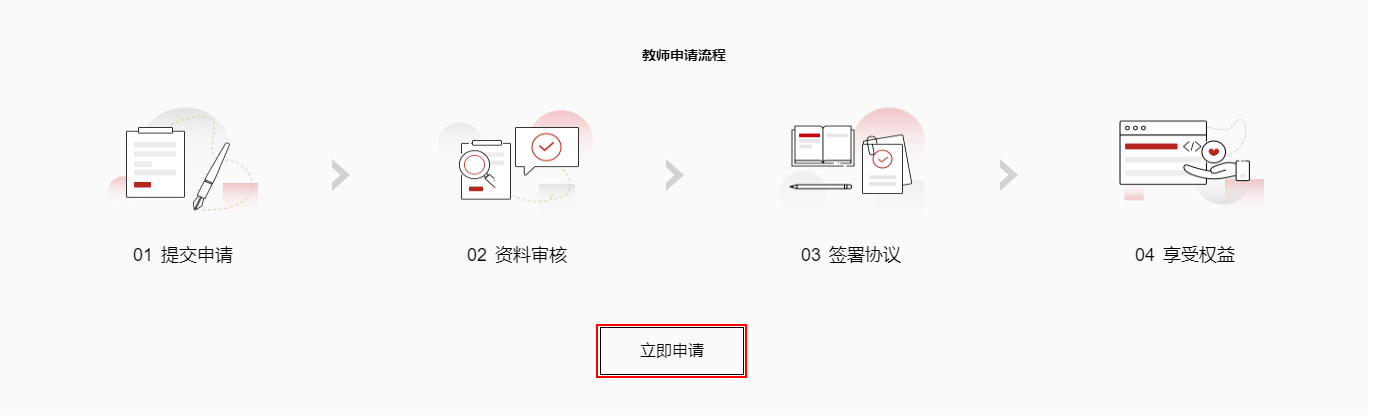 教师申请流程
01 提交申请
02 资料审核
03 签署协议
04 享受权益
立即申请